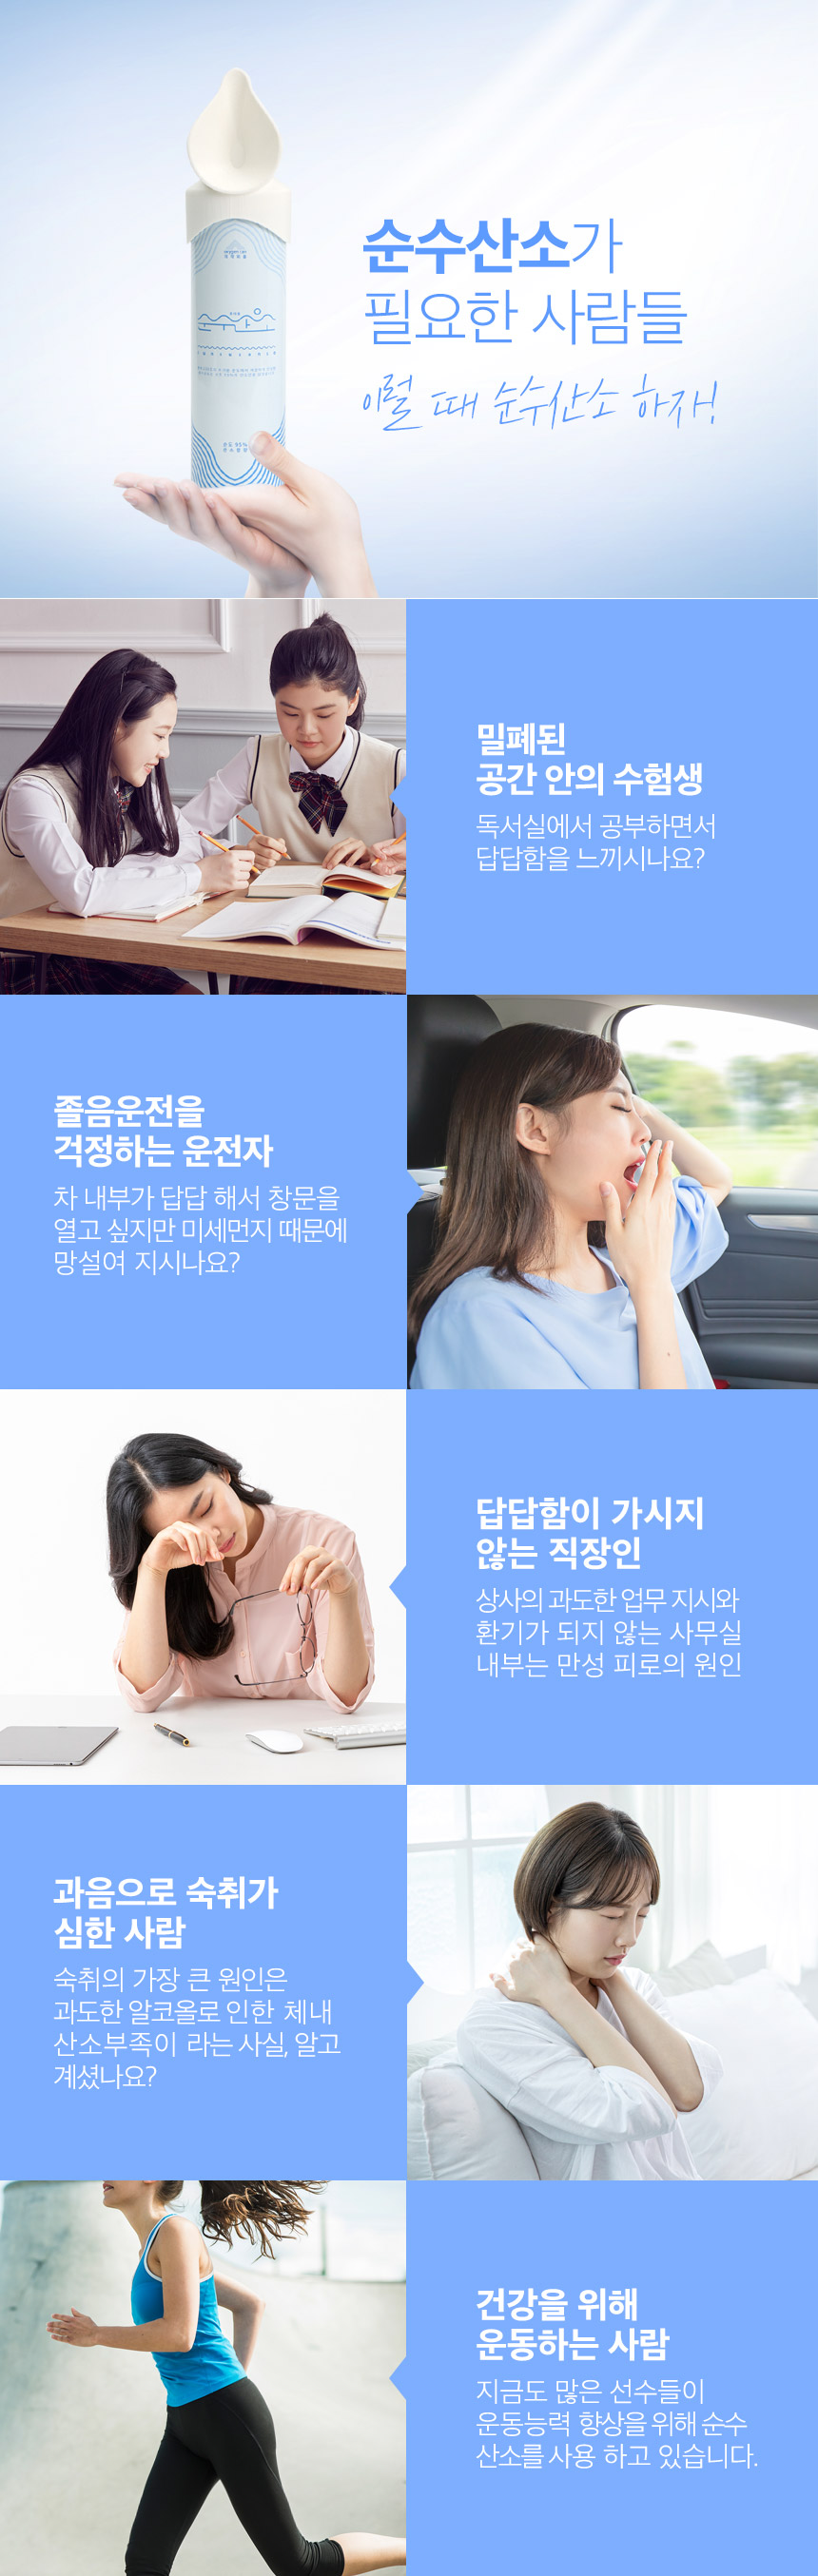 순수산소가
필요한 사람들
이럴 때 순수산소 하자!
밀폐된
공간 안의 수험생
독서실에서 공부하면서
답답함을 느끼시나요?
졸음운전을
걱정하는 운전자
차 내부가 답답 해서 창문을
열고 싶지만 미세먼지 때문에
망설여 지시나요?
답답함이 가시지
않는 직장인
상사의 과도한 업무 지시와
환기가 되지 않는 사무실
내부는 만성 피로의 원인
과음으로 숙취가
심한 사람
숙취의 가장 큰 원인은
과도한 알코올로 인한 체내
산소부족이 라는 사실, 알고
계셨나요?
건강을 위해
운동하는 사람
지금도 많은 선수들이
운동능력 향상을 위해 순수
산소를 사용 하고 있습니다.